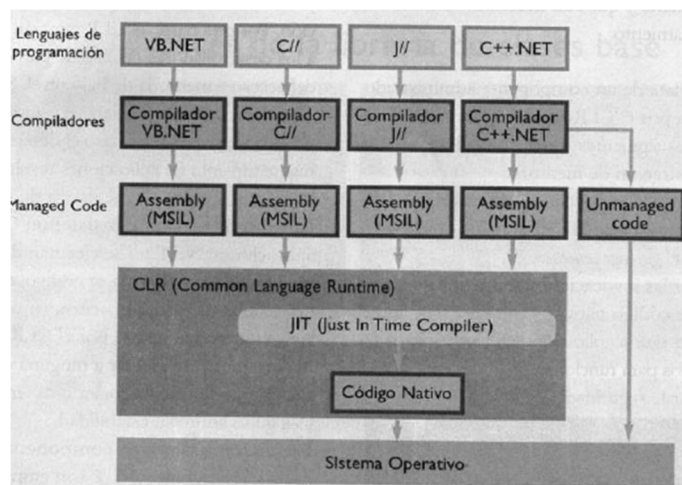 Lenguajes de
programación
VB.NET
C//
J//
C++.NET
Compiladores
Compilador
VB.NET
Compilador
C//
Compilador
J//
Compilador
C++.NET
Managed Code
Assembly
(MSIL)
Assembly
(MSIL)
Assembly
(MSIL)
Assembly
(MSIL)
Unmanaged
code
CLR (Common Language Runtime)
JIT (Just In Time Compiler)
Código Nativo
Sistema Operativo